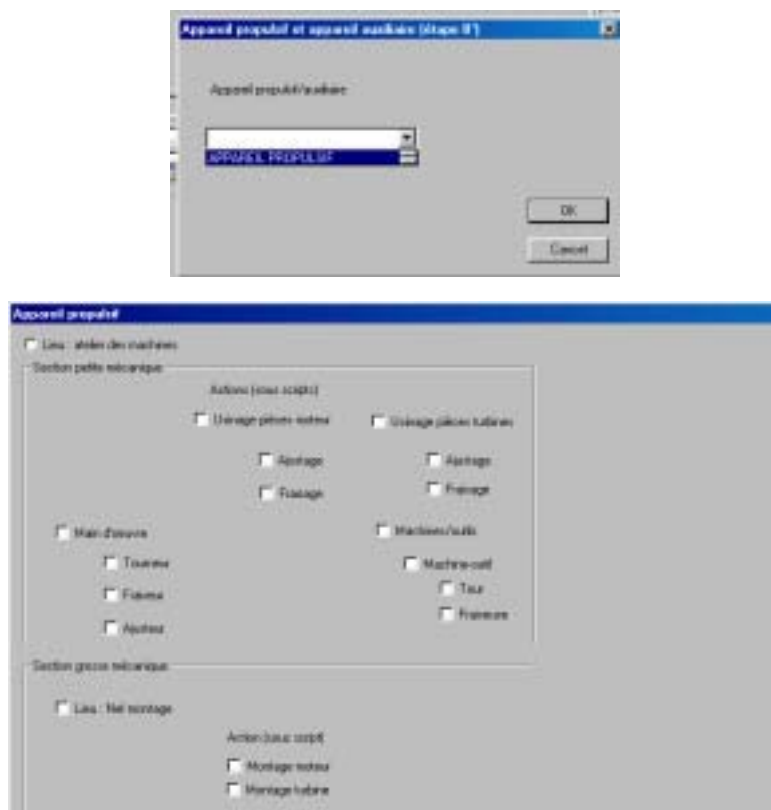 Appareil propulsif et appareil auxiliaire (étape II°)
Appareil propulsif/auxiliaire
APPAREIL PROPULSIF
OK
Cancel
Appareil propulsif
Lieu : atelier des machines
Section petite mécanique
Actions (sous scripts)
Usinage pièces moteur
Usinage pièces turbines
Ajustage
Ajustage
Fraisage
Fraisage
Main d'oeuvre
Machines/outils
Tourneur
Machine-outil
Fraiseur
Tour
Fraiseuse
Ajusteur
Section grosse mécanique
Lieu : Nef montage
Action (sous script)
Montage moteur
Montage turbine